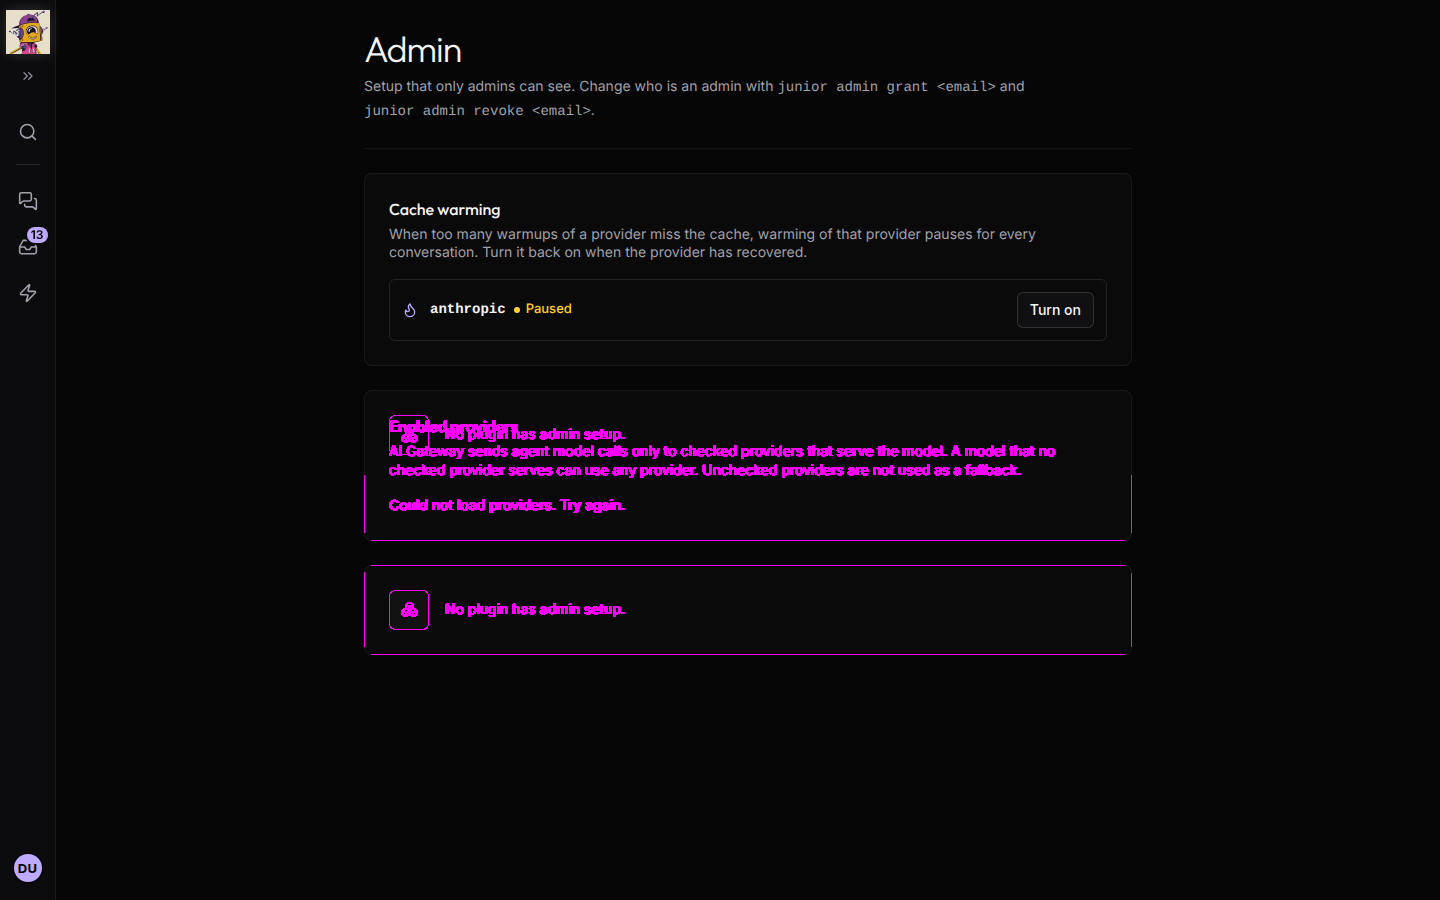 Admin
Setup that only admins can see. Change who is an admin with junior admin grant <email> and
junior admin revoke <email>.
13
Cache warming
When too many warmups of a provider miss the cache, warming of that provider pauses for every
conversation. Turn it back on when the provider has recovered.
anthropic
Paused
Turn on
Enabled providers
No plugin has admin setup.
AI Gateway sends agent model calls only to checked providers that serve the model. A model that no
checked provider serves can use any provider. Unchecked providers are not used as a fallback.
Could not load providers. Try again.
No plugin has admin setup.
DU